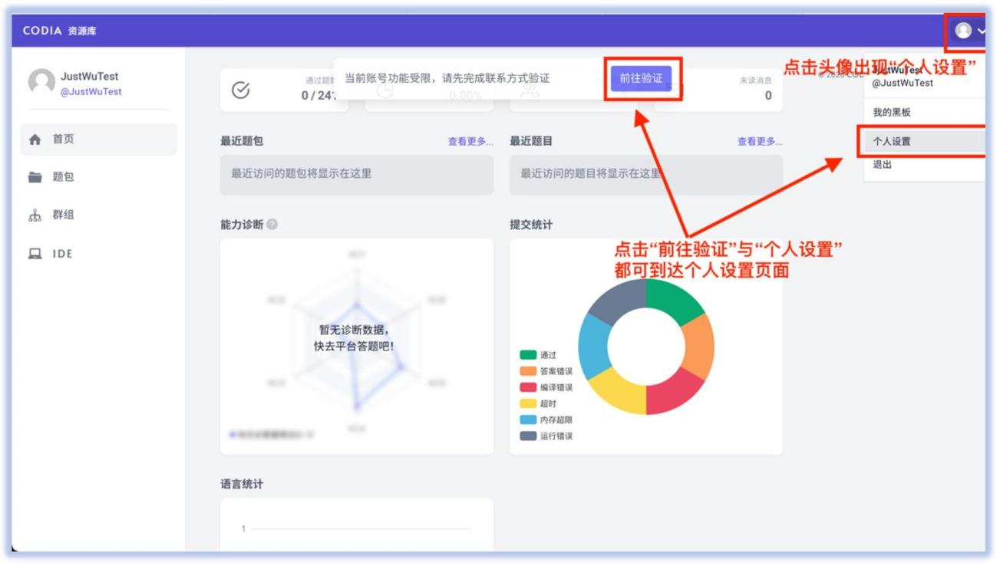 CODIA 资源库
点击头像出现“个人设置”
JustWuTest
@JustWuTest
首页
题包
群组
IDE
当前账号功能受限，请先完成联系方式验证
前往验证
0 / 24
0.00%
未读消息
0
@JustWuTest
我的黑板
个人设置
退出
最近题包
查看更多...
最近访问的题包将显示在这里
最近题目
查看更多...
最近访问的题目将显示在这里
点击“前往验证”与“个人设置”
都可到达个人设置页面
能力诊断
暂无诊断数据，
快去平台答题吧！
提交统计
通过
答案错误
编译错误
超时
内存超限
运行错误
语言统计
1